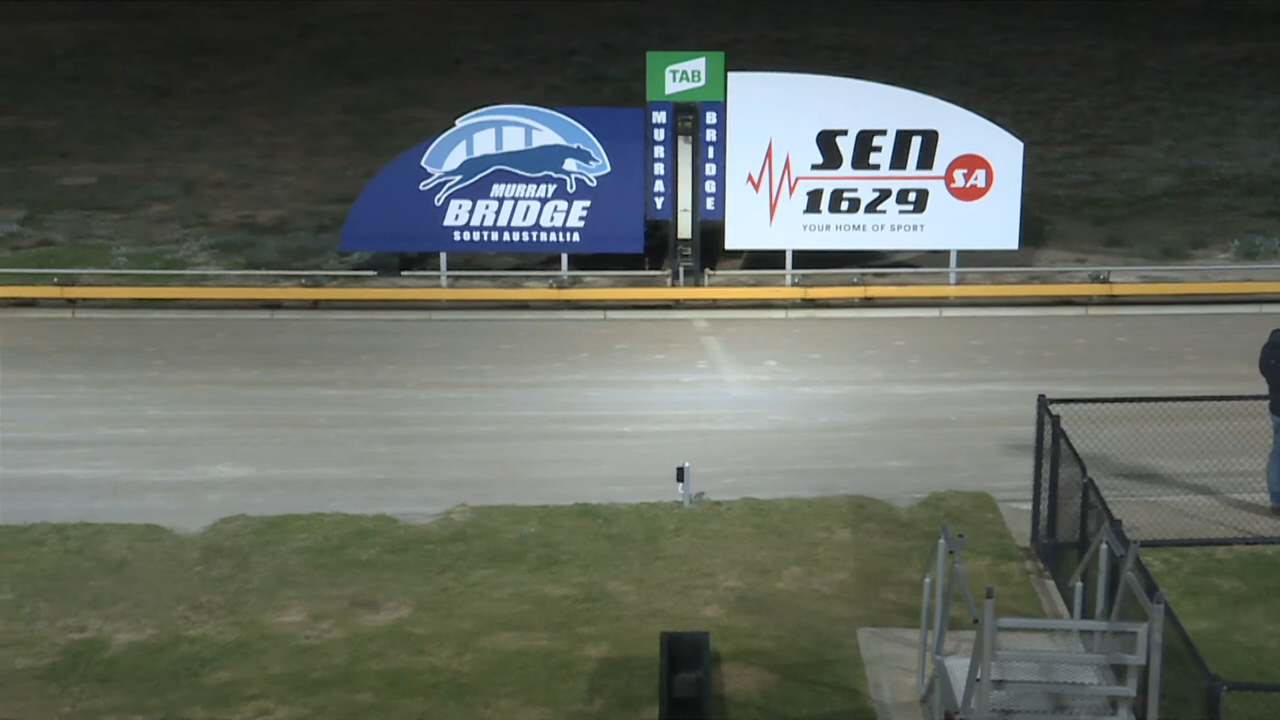 TAB
MURRAY
BRIDGE
MURRAY
BRIDGE
SOUTH AUSTRALIA
SEN
SA
1629
YOUR HOME OF SPORT